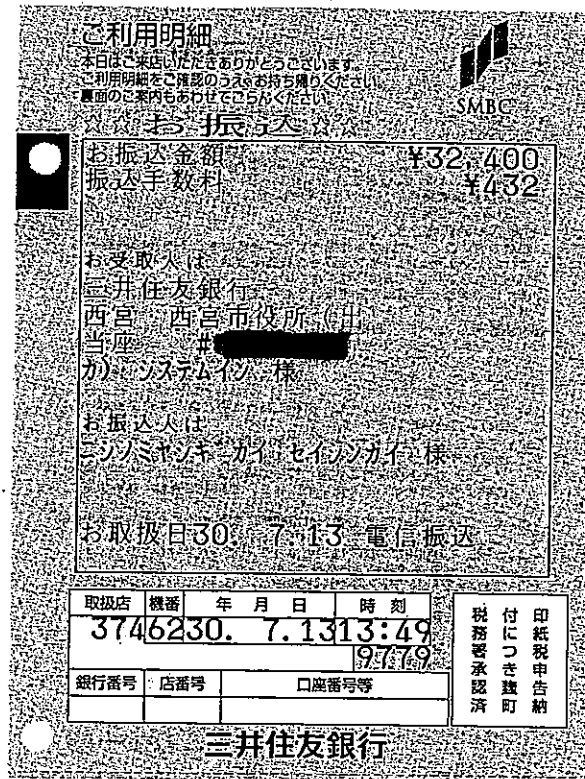 ご利用明細
本日はご来店いただきありがとうございます。
ご利用明細をご確認のうえ、お持ち帰りください。
裏面のご案内もあわせてごらんください。
SMBC
☆☆お振込☆☆
お振込金額 ¥32,400
振込手数料 ¥432
お受取人は
三井住友銀行
西宮 西宮市役所(出)
当座 #
カ)システムイン 様
お振込人は
ニシノミヤシギカイ セイシンカイ 様
お取扱日30. 7.13 電信振込
取扱店 機番 年 月 日 時 刻
374 62 30. 7.13 13:49
9779
銀行番号 店番号 口座番号等
印紙税申告納
付につき麹町
税務署承認済
三井住友銀行